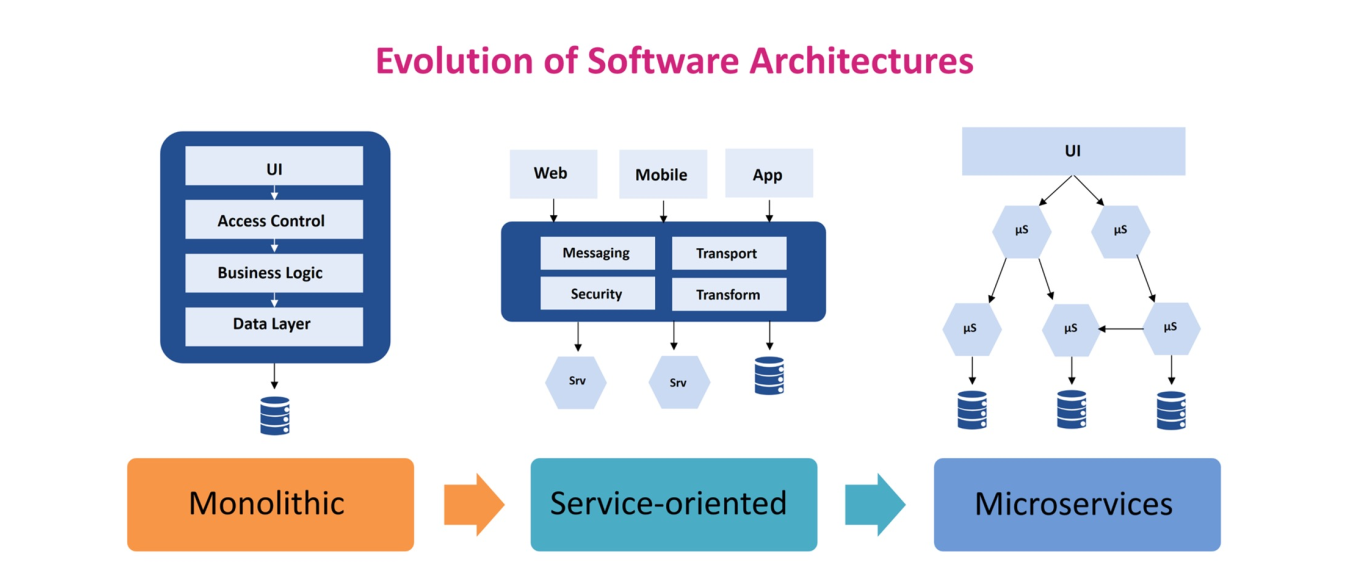 Evolution of Software Architectures
UI
Access Control
Business Logic
Data Layer
Web
Mobile
App
Messaging
Transport
Security
Transform
Srv
Srv
UI
µS
µS
µS
µS
µS
Monolithic
Service-oriented
Microservices